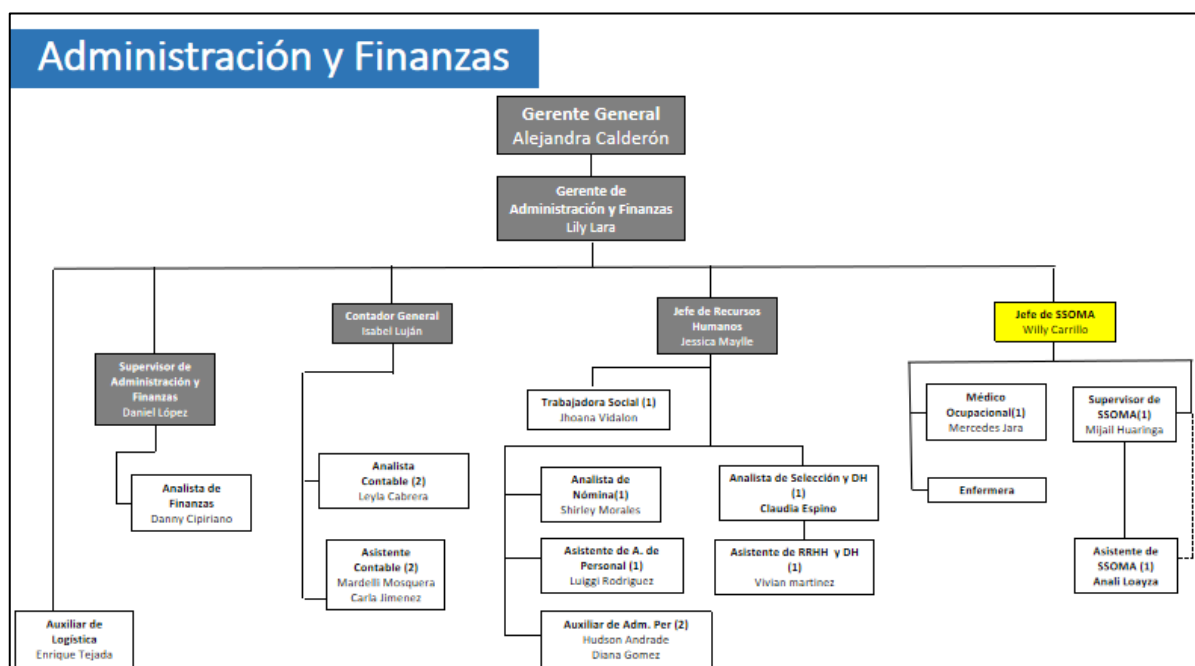 Administración y Finanzas
Gerente General
Alejandra Calderón
Gerente de
Administración y Finanzas
Lily Lara
Contador General
Isabel Luján
Jefe de Recursos
Humanos
Jessica Maylle
Jefe de SSOMA
Willy Carrillo
Supervisor de
Administración y
Finanzas
Daniel López
Trabajadora Social (1)
Jhoana Vidalon
Médico
Ocupacional(1)
Mercedes Jara
Supervisor de
SSOMA(1)
Mijail Huaringa
Analista de
Finanzas
Danny Cipiriano
Analista
Contable (2)
Leyla Cabrera
Analista de
Nómina(1)
Shirley Morales
Analista de Selección y DH
(1)
Claudia Espino
Enfermera
Asistente
Contable (2)
Mardelli Mosquera
Carla Jimenez
Asistente de A. de
Personal (1)
Luiggi Rodriguez
Asistente de RRHH y DH
(1)
Vivian martinez
Asistente de
SSOMA (1)
Anali Loayza
Auxiliar de
Logística
Enrique Tejada
Auxiliar de Adm. Per (2)
Hudson Andrade
Diana Gomez